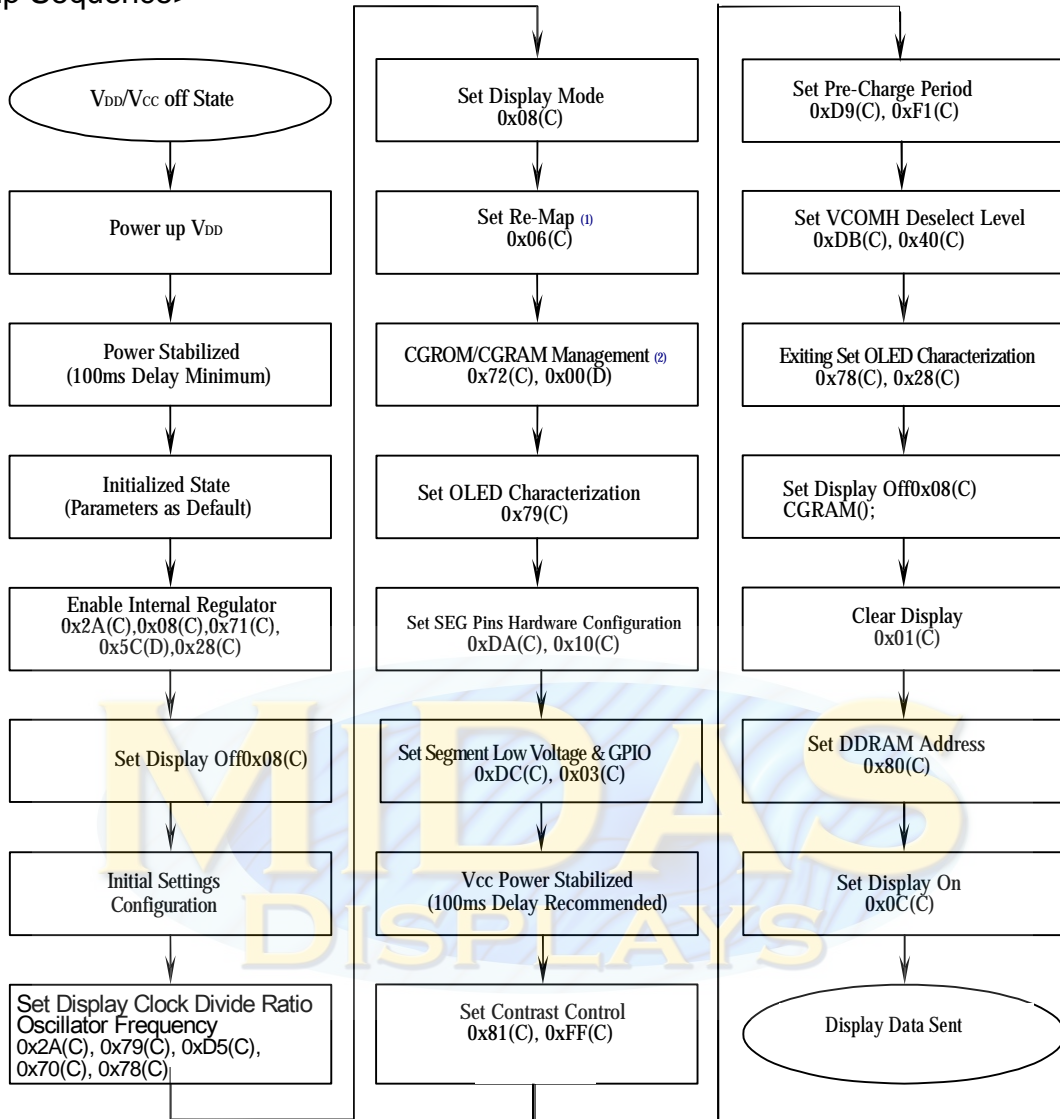 up Sequence>
VDD/VCC off State
Power up VDD
Power Stabilized
(100ms Delay Minimum)
Initialized State
(Parameters as Default)
Enable Internal Regulator
0x2A(C),0x08(C),0x71(C),
0x5C(D),0x28(C)
Set Display Off0x08(C)
Initial Settings
Configuration
Set Display Clock Divide Ratio
Oscillator Frequency
0x2A(C), 0x79(C), 0xD5(C),
0x70(C), 0x78(C)
Set Display Mode
0x08(C)
Set Re-Map (1)
0x06(C)
CGROM/CGRAM Management (2)
0x72(C), 0x00(D)
Set OLED Characterization
0x79(C)
Set SEG Pins Hardware Configuration
0xDA(C), 0x10(C)
Set Segment Low Voltage & GPIO
0xDC(C), 0x03(C)
Vcc Power Stabilized
(100ms Delay Recommended)
Set Contrast Control
0x81(C), 0xFF(C)
Set Pre-Charge Period
0xD9(C), 0xF1(C)
Set VCOMH Deselect Level
0xDB(C), 0x40(C)
Exiting Set OLED Characterization
0x78(C), 0x28(C)
Set Display Off0x08(C)
CGRAM();
Clear Display
0x01(C)
Set DDRAM Address
0x80(C)
Set Display On
0x0C(C)
Display Data Sent
MIDAS
DISPLAYS